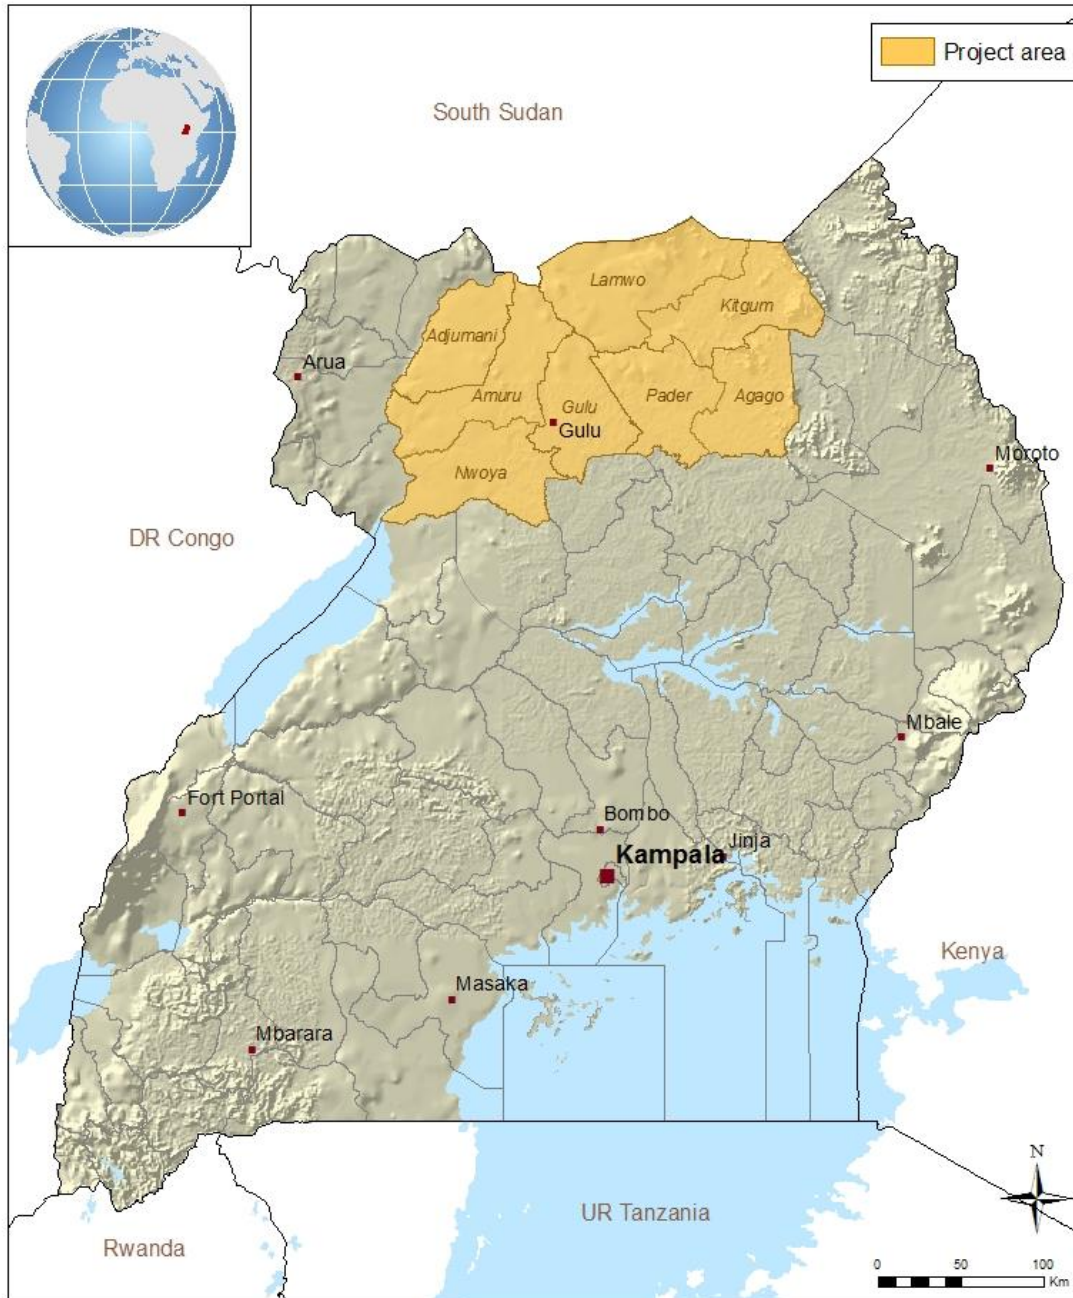 Project area
South Sudan
Lamwo
Kitgum
Adjumani
Arua
Amuru
Gulu
Pader
Agago
Gulu
Nwoya
Moroto
DR Congo
Mbale
Fort Portal
Bombo
Jinja
Kampala
Kenya
Masaka
Mbarara
N
UR Tanzania
Rwanda
0 50 100
Km